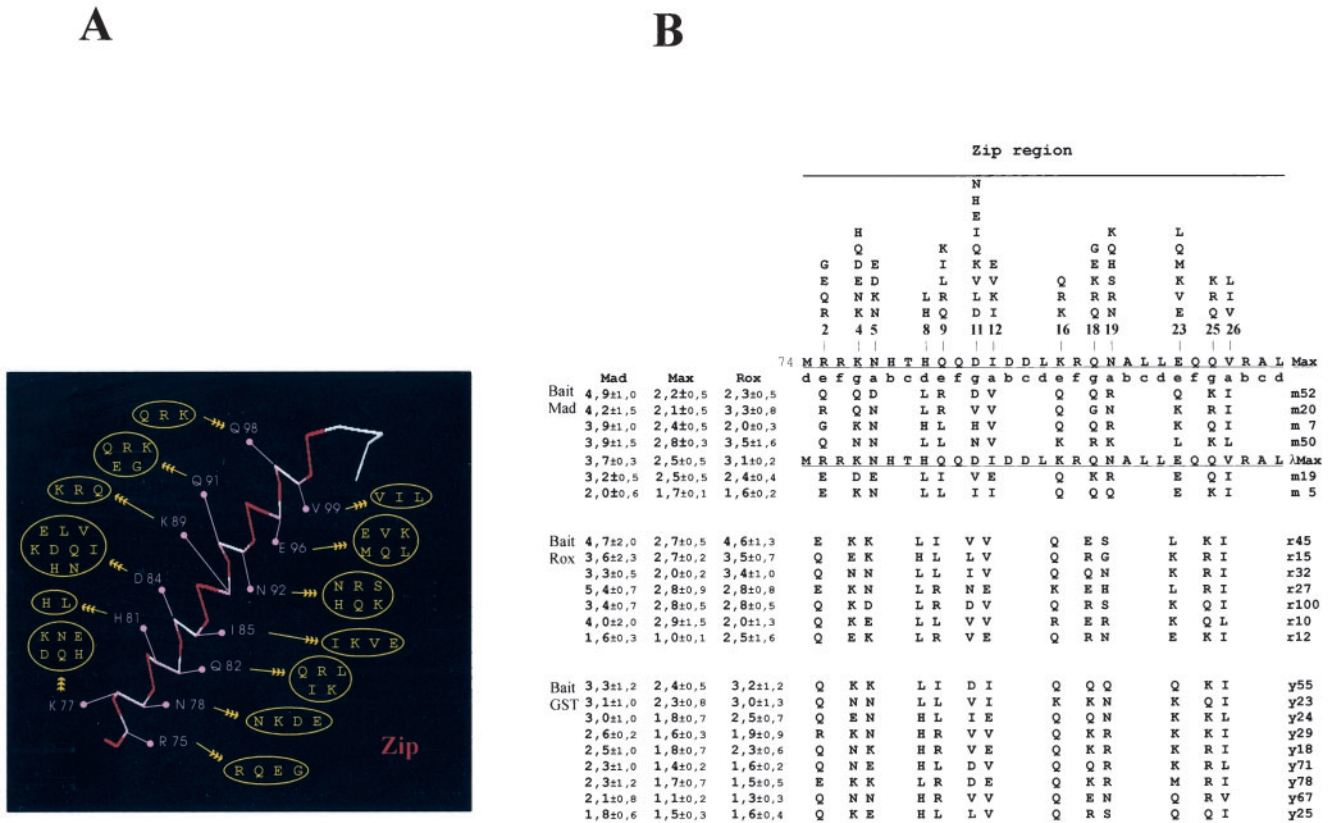 A
B
Zip region
N
H
E
H I K L
Q K Q G Q Q
G D E I K E E H M
E E D L V V Q K S K K L
Q N K L R L K R R R V R I
R K N H Q D I K Q N E Q V
2 4 5 8 9 11 12 16 18 19 23 25 26
74 M R R K N H T H Q Q D I D D L K R Q N A L L E Q Q V R A L Max
Mad Max Rox d e f g a b c d e f g a b c d e f g a b c d e f g a b c d
Bait Mad
4,9±1,0 2,2±0,5 2,3±0,5 Q Q D L R D V Q Q R Q K I m52
4,2±1,5 2,1±0,5 3,3±0,8 R Q N L R V V Q G N K R I m20
3,9±1,0 2,4±0,5 2,0±0,3 G K N H L H V Q Q R E Q I m 7
3,9±1,5 2,8±0,3 3,5±1,6 Q N N L L N V K R K L K L m50
3,7±0,3 2,5±0,5 3,1±0,2 M R R K N H T H Q Q D I D D L K R Q N A L L E Q Q V R A L λMax
3,2±0,5 2,5±0,5 2,4±0,4 E D E L I V E Q K R E Q I m19
2,0±0,6 1,7±0,1 1,6±0,2 E K N L L I I Q Q Q E K I m 5
Bait Rox
4,7±2,0 2,7±0,5 4,6±1,3 E K K L I V V Q E S L K I r45
3,6±2,3 2,7±0,2 3,5±0,7 Q E K H L L V Q R G K R I r15
3,3±0,5 2,0±0,2 3,4±1,0 Q N N L L I V Q Q N K R I r32
5,4±0,7 2,8±0,9 2,8±0,8 E K N L R N E K E H L R I r27
3,4±0,7 2,8±0,5 2,8±0,5 Q K D L R D V Q R S K Q I r100
4,0±2,0 2,9±1,5 2,0±1,3 Q K K L L V V R E R K Q L r10
1,6±0,3 1,0±0,1 2,5±1,6 Q E K L R V E Q R N E K I r12
Bait GST
3,3±1,2 2,4±0,5 3,2±1,2 Q K K L I D I Q Q Q Q K I y55
3,1±1,0 2,3±0,8 3,0±1,3 Q N N L L V I K K N K Q I y23
3,0±1,0 1,8±0,7 2,5±0,7 Q E N H L I E Q Q N K K L y24
2,6±0,2 1,6±0,3 1,9±0,9 R K N H R V V Q K R K K I y29
2,5±1,0 1,8±0,7 2,3±0,6 Q N K H R V E Q K R K R I y18
2,3±1,0 1,4±0,2 1,6±0,2 Q N E H L D V Q Q R K R L y71
2,3±1,2 1,7±0,7 1,5±0,5 E K K L R D E Q K R M R I y78
2,1±0,8 1,1±0,2 1,3±0,3 Q N N H R V V Q E N Q R V y67
1,8±0,6 1,5±0,3 1,6±0,4 Q K E H L L V Q R S Q Q I y25
Q R K
Q 98
Q R K
E G
Q 91
K R Q
K 89
V 99
V I L
E L V
K D Q I
H N
D 84
E 96
E V K
M Q L
N 92
N R S
H Q K
H L
H 81
I 85
I K V E
K N E
D Q H
Q 82
Q R L
I K
K 77
N 78
N K D E
R 75
R Q E G
Zip